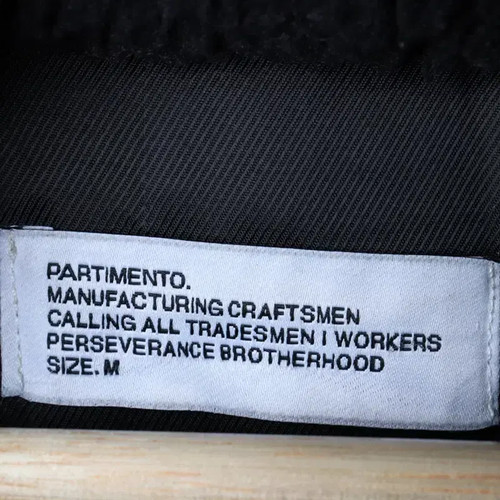 PARTIMENTO.
MANUFACTURING CRAFTSMEN
CALLING ALL TRADESMEN I WORKERS
PERSEVERANCE BROTHERHOOD
SIZE. M